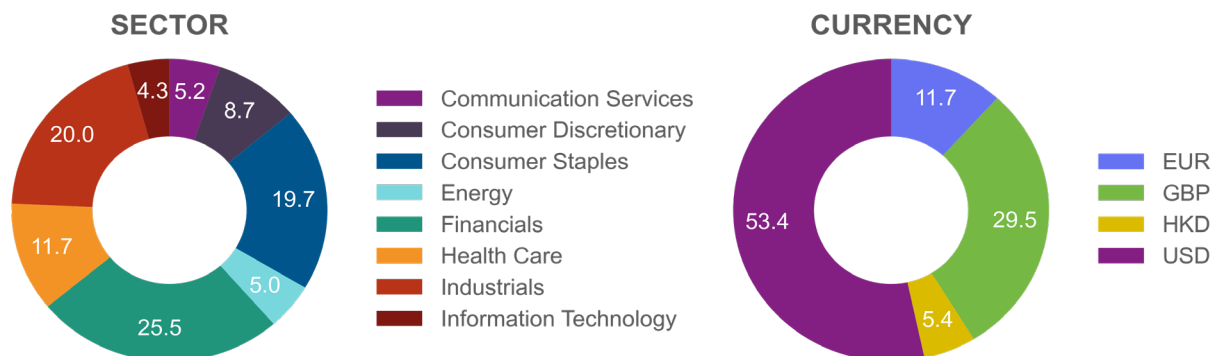 SECTOR
4.3
5.2
8.7
20.0
19.7
11.7
5.0
25.5
Communication Services
Consumer Discretionary
Consumer Staples
Energy
Financials
Health Care
Industrials
Information Technology
CURRENCY
11.7
53.4
29.5
5.4
EUR
GBP
HKD
USD